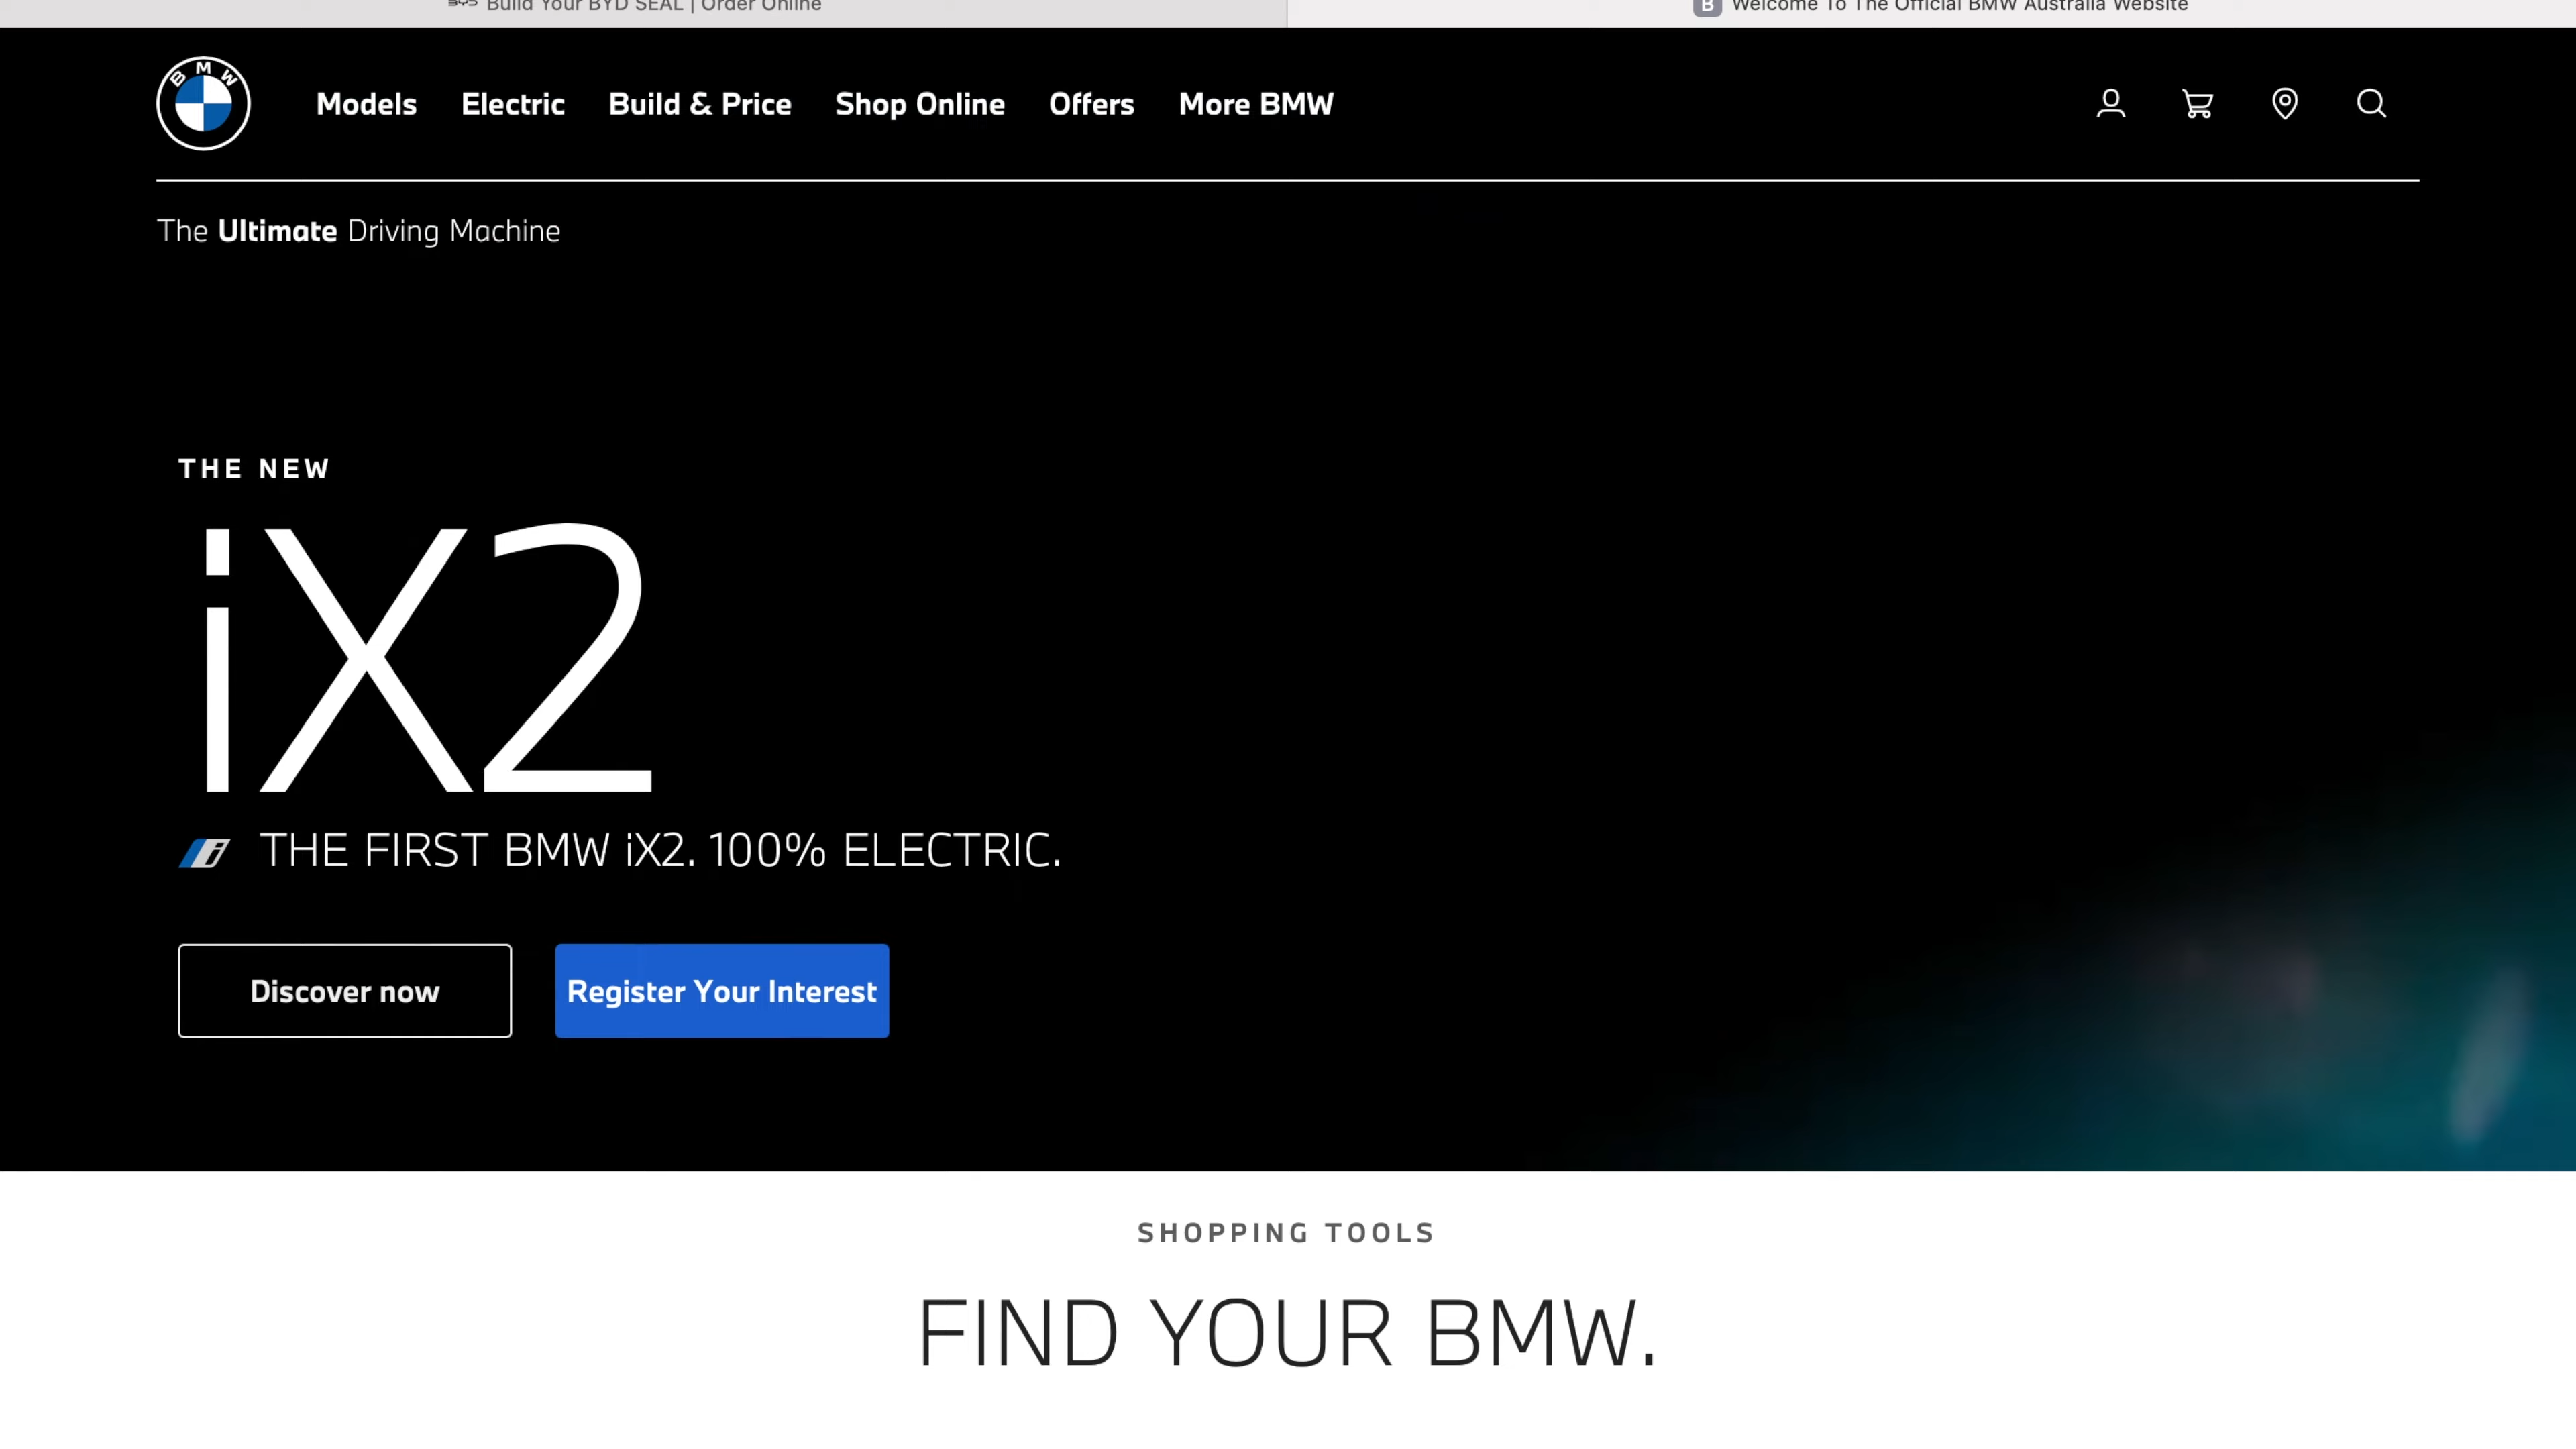 Build Your BYD SEAL | Order Online
B Welcome To The Official BMW Australia Website
BMW
Models Electric Build & Price Shop Online Offers More BMW
The Ultimate Driving Machine
THE NEW
iX2
i THE FIRST BMW iX2. 100% ELECTRIC.
Discover now Register Your Interest
SHOPPING TOOLS
FIND YOUR BMW.